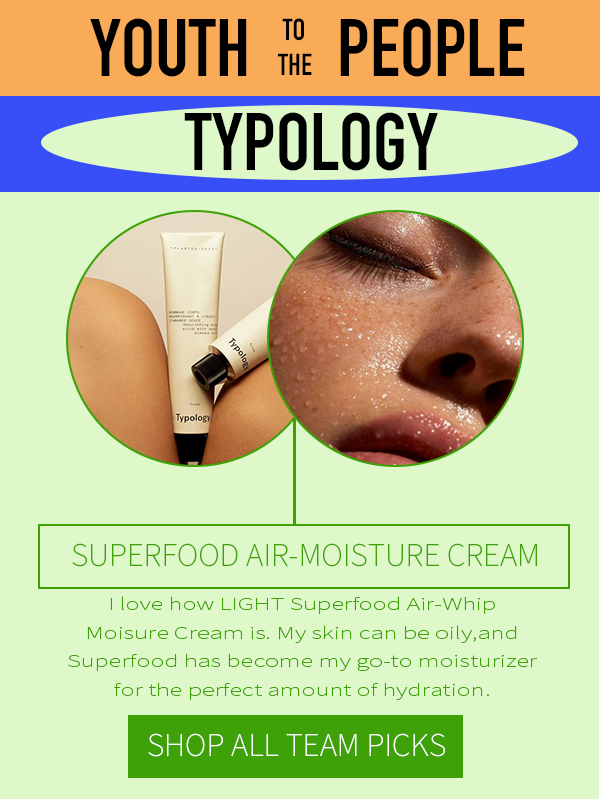 YOUTH TO THE PEOPLE
TYPOLOGY
Typology.
Typology.
SUPERFOOD AIR-MOISTURE CREAM
I love how LIGHT Superfood Air-Whip
Moisure Cream is. My skin can be oily,and
Superfood has become my go-to moisturizer
for the perfect amount of hydration.
SHOP ALL TEAM PICKS